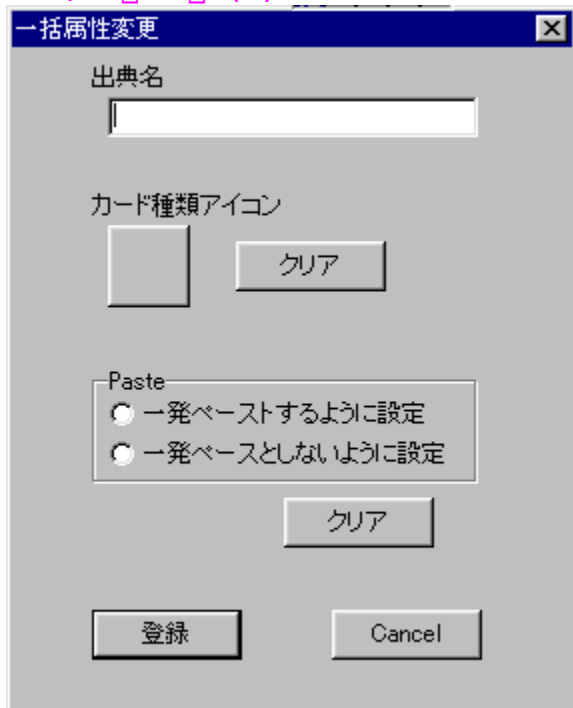 一括属性変更
出典名
カード種類アイコン
クリア
Paste
一発ペーストするように設定
一発ペースとしないように設定
クリア
登録
Cancel